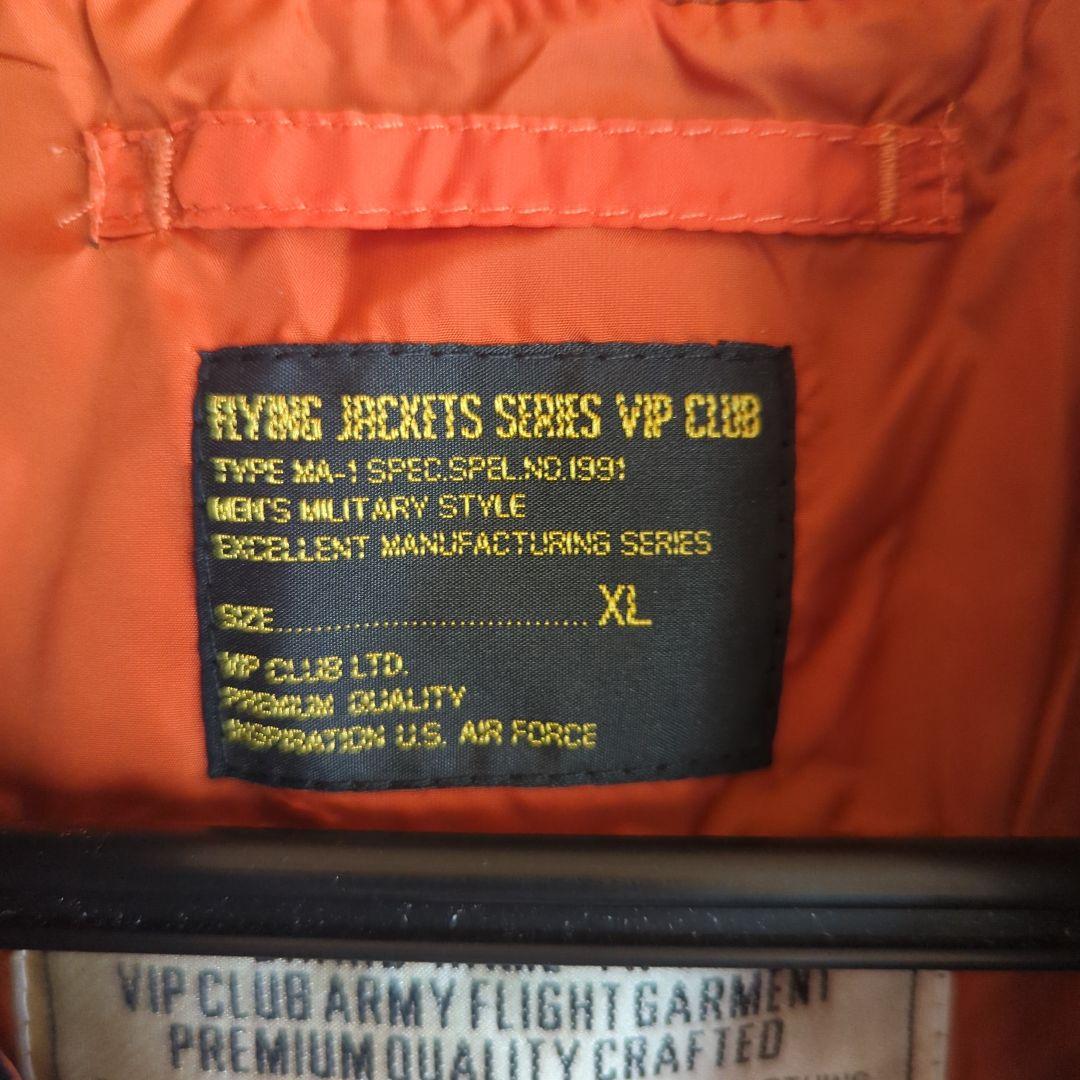 FLYING JACKETS SERIES VIP CLUB
TYPE MA-1 SPEC.SPEL.NO.1991
MEN'S MILITARY STYLE
EXCELLENT MANUFACTURING SERIES
SIZE................................ XL
VIP CLUB LTD.
PREMIUM QUALITY
INSPIRATION U.S. AIR FORCE
VIP CLUB ARMY FLIGHT GARMENT
PREMIUM QUALITY CRAFTED